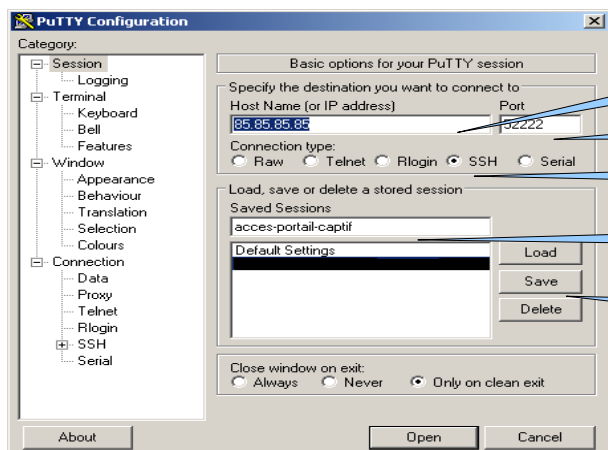 PuTTY Configuration
Category:
Session
Logging
Terminal
Keyboard
Bell
Features
Window
Appearance
Behaviour
Translation
Selection
Colours
Connection
Data
Proxy
Telnet
Rlogin
SSH
Serial
Basic options for your PuTTY session
Specify the destination you want to connect to
Host Name (or IP address) Port
85.85.85.85 52222
Connection type:
Raw Telnet Rlogin SSH Serial
Load, save or delete a stored session
Saved Sessions
acces-portail-captif
Default Settings
Load
Save
Delete
Close window on exit:
Always Never Only on clean exit
About Open Cancel